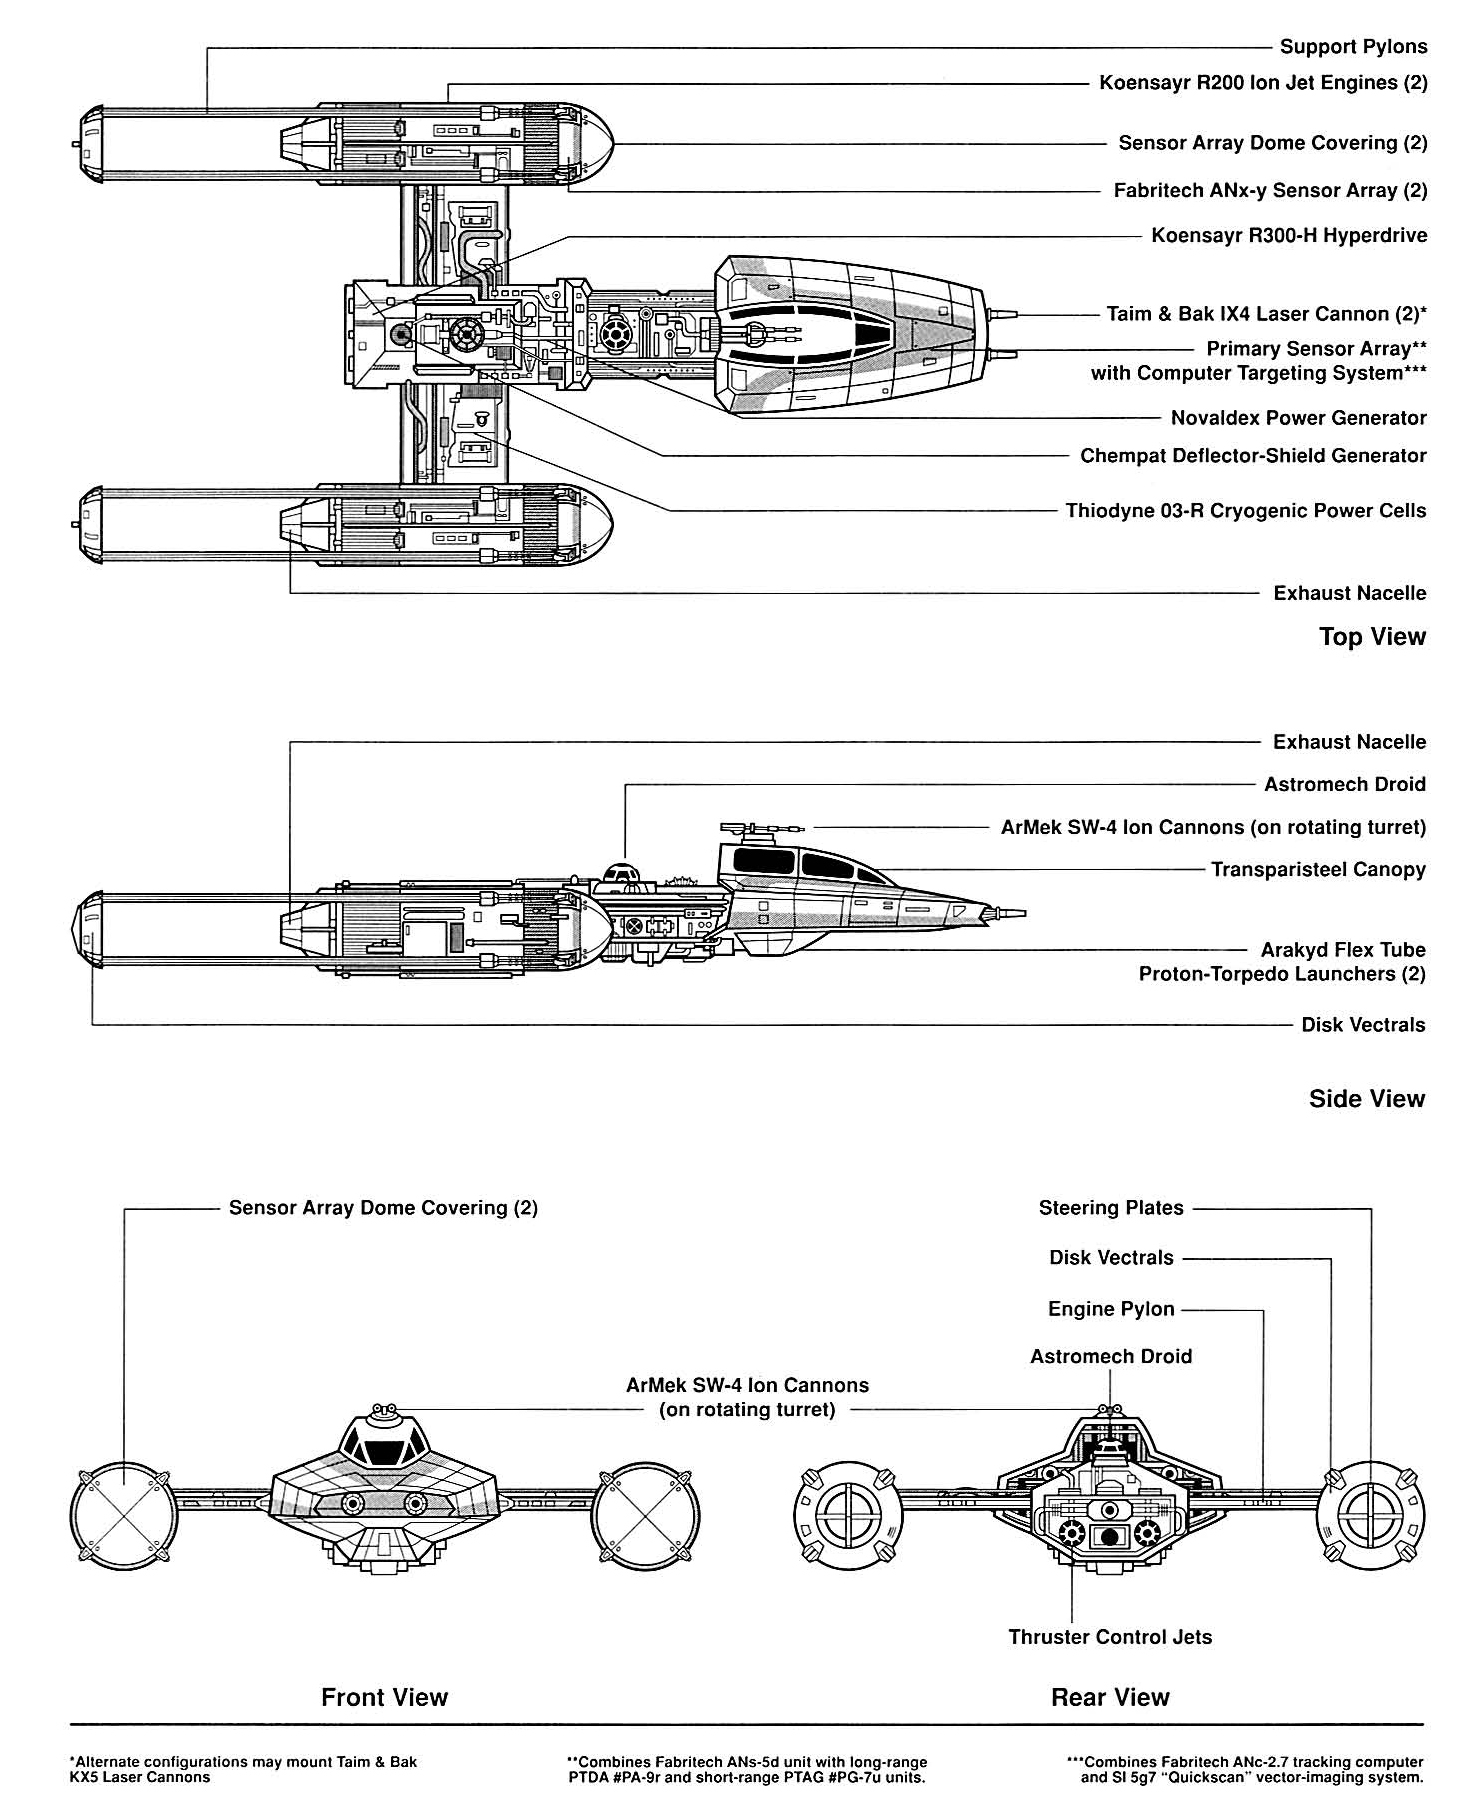 Support Pylons
Koensayr R200 Ion Jet Engines (2)
Sensor Array Dome Covering (2)
Fabritech ANx-y Sensor Array (2)
Koensayr R300-H Hyperdrive
Taim & Bak IX4 Laser Cannon (2)*
Primary Sensor Array**
with Computer Targeting System***
Novaldex Power Generator
Chempat Deflector-Shield Generator
Thiodyne 03-R Cryogenic Power Cells
Exhaust Nacelle
Top View
Exhaust Nacelle
Astromech Droid
ArMek SW-4 Ion Cannons (on rotating turret)
Transparisteel Canopy
Arakyd Flex Tube
Proton-Torpedo Launchers (2)
Disk Vectrals
Side View
Sensor Array Dome Covering (2)
Steering Plates
Disk Vectrals
Engine Pylon
Astromech Droid
ArMek SW-4 Ion Cannons
(on rotating turret)
Thruster Control Jets
Front View
Rear View
*Alternate configurations may mount Taim & Bak
KX5 Laser Cannons
**Combines Fabritech ANs-5d unit with long-range
PTDA #PA-9r and short-range PTAG #PG-7u units.
***Combines Fabritech ANc-2.7 tracking computer
and SI 5g7 "Quickscan" vector-imaging system.